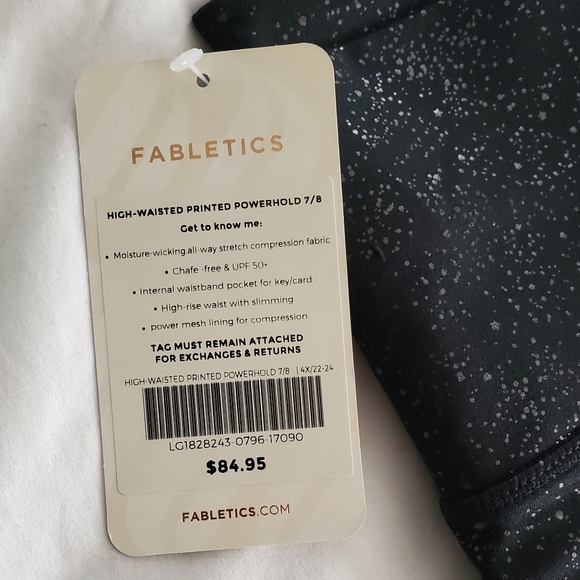 FABLETICS
HIGH-WAISTED PRINTED POWERHOLD 7/8
Get to know me:
• Moisture-wicking,all-way stretch compression fabric
• Chafe -free & UPF 50+
• Internal waistband pocket for key/card
• High-rise waist with slimming
• power mesh lining for compression
TAG MUST REMAIN ATTACHED
FOR EXCHANGES & RETURNS
HIGH-WAISTED PRINTED POWERHOLD 7/8 | 4X/22-24
LG1828243-0796-17090
$84.95
FABLETICS.COM